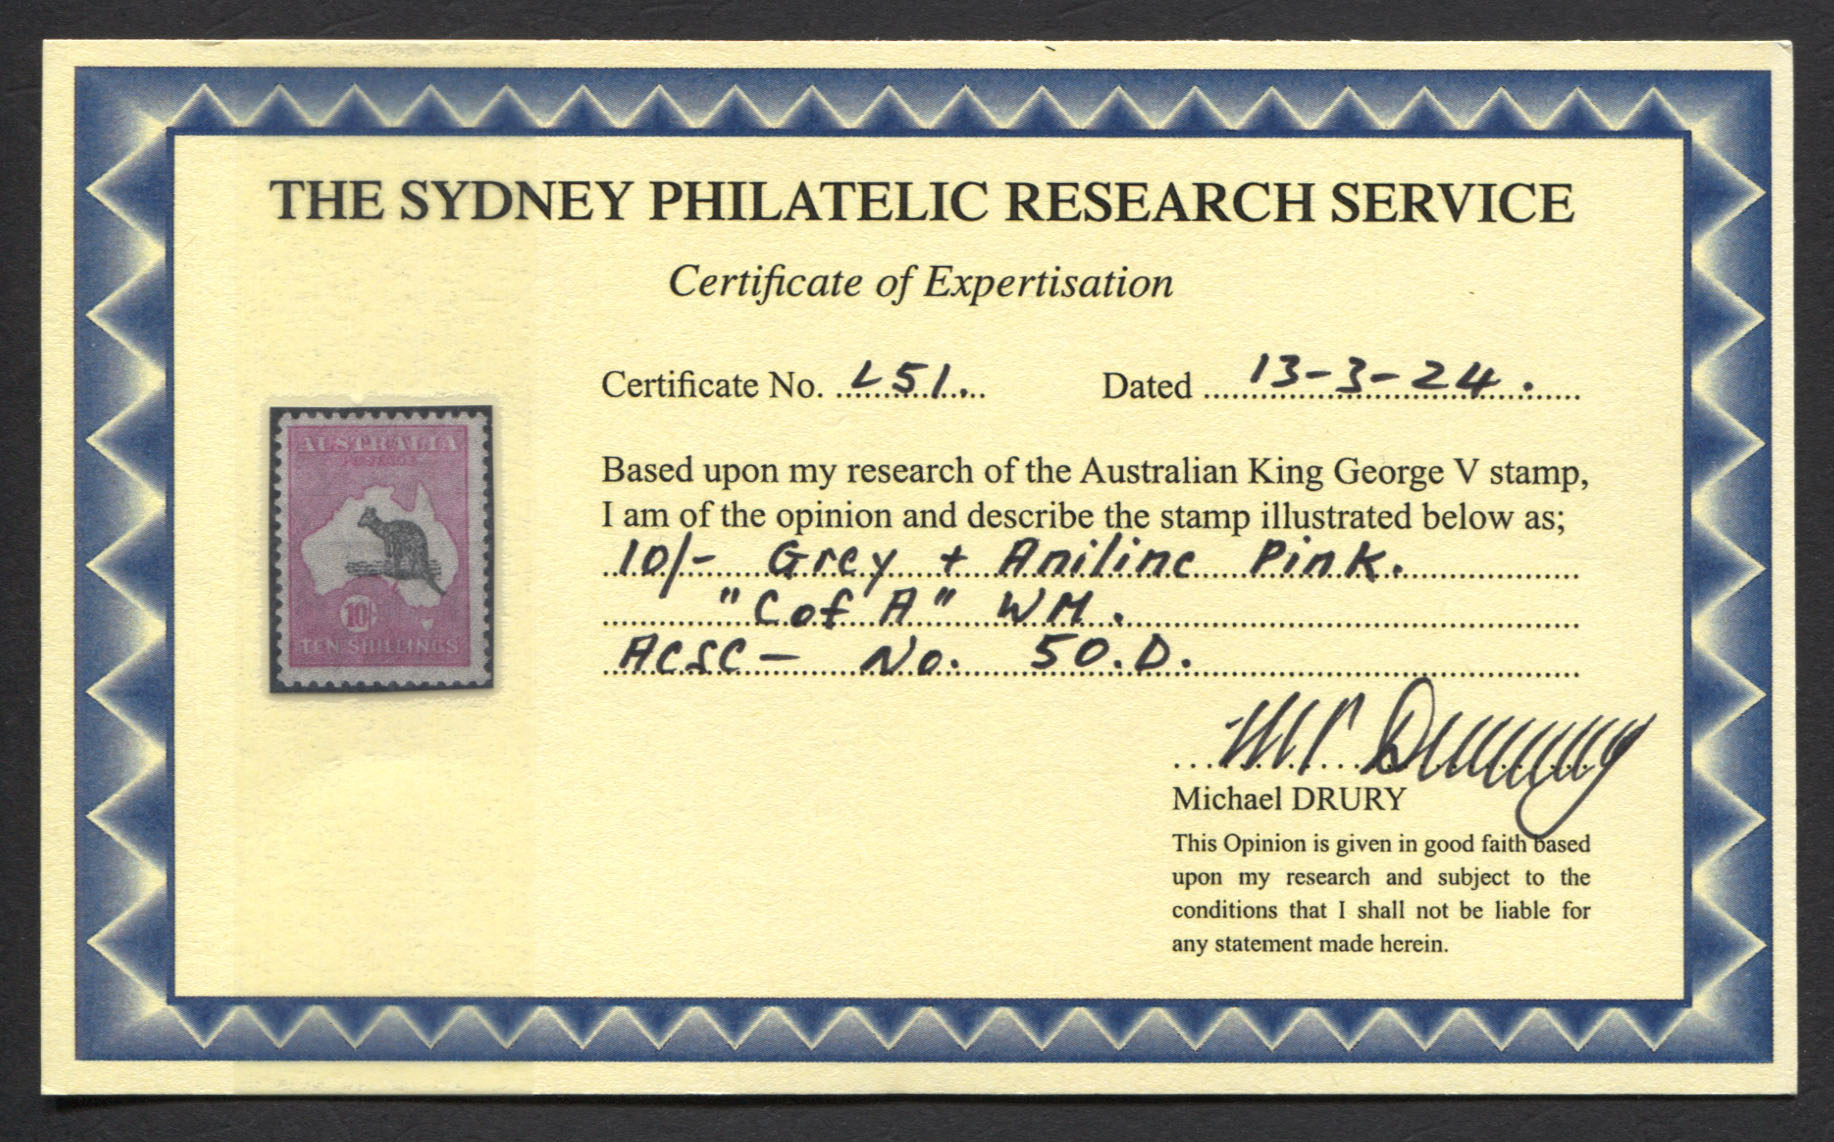 THE SYDNEY PHILATELIC RESEARCH SERVICE
Certificate of Expertisation
Certificate No. L51. Dated 13-3-24.
Based upon my research of the Australian King George V stamp,
I am of the opinion and describe the stamp illustrated below as;
10/- Grey + Aniline Pink.
"C of A" WM.
ACSC - No. 50.D.
AUSTRALIA
POSTAGE
10/-
TEN SHILLINGS
M P Drury
Michael DRURY
This Opinion is given in good faith based
upon my research and subject to the
conditions that I shall not be liable for
any statement made herein.